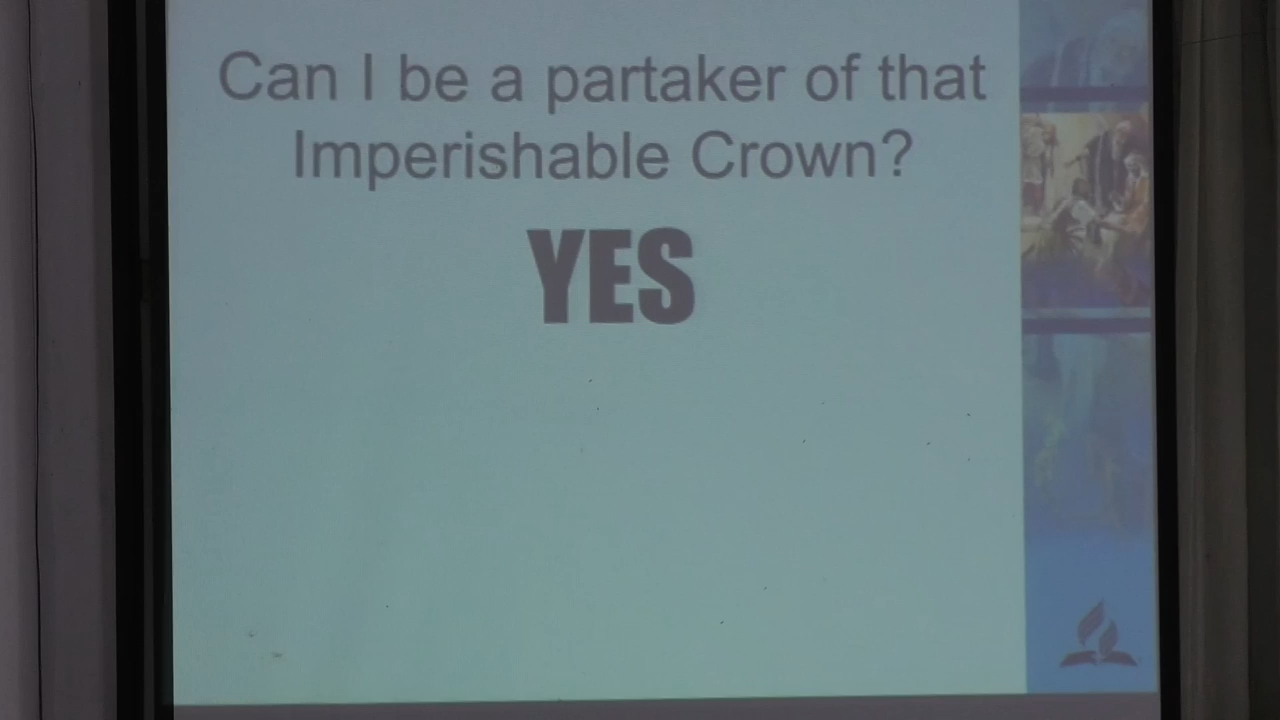 Can I be a partaker of that
Imperishable Crown?
YES